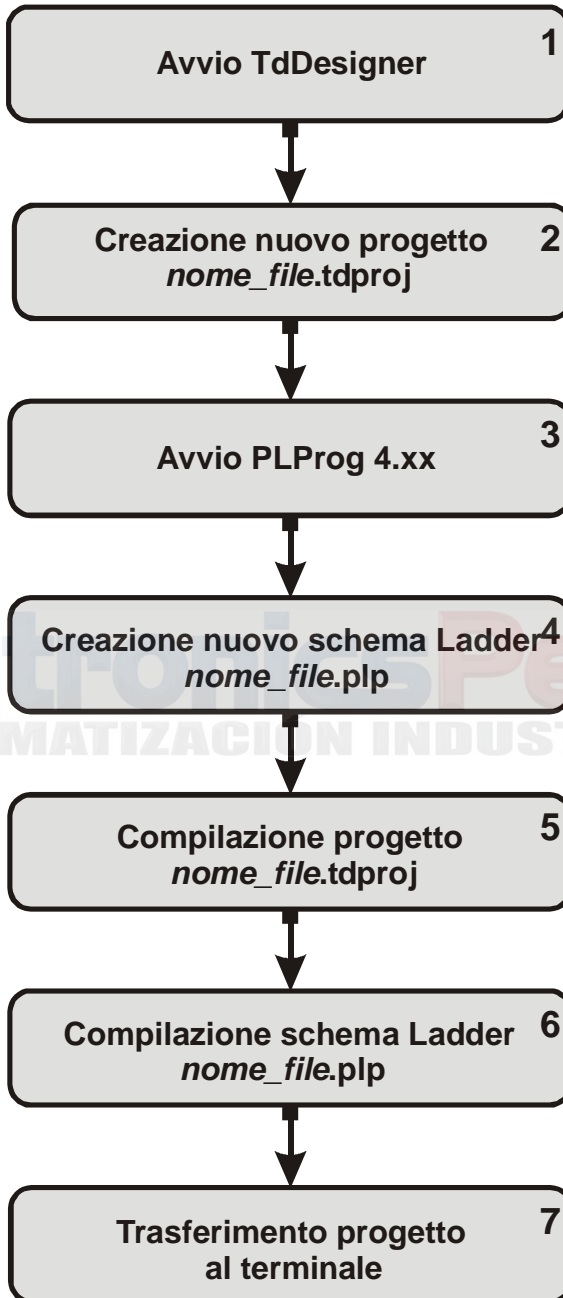 1
Avvio TdDesigner
2
Creazione nuovo progetto
nome_file.tdproj
3
Avvio PLProg 4.xx
4
Creazione nuovo schema Ladder
nome_file.plp
5
Compilazione progetto
nome_file.tdproj
6
Compilazione schema Ladder
nome_file.plp
7
Trasferimento progetto
al terminale